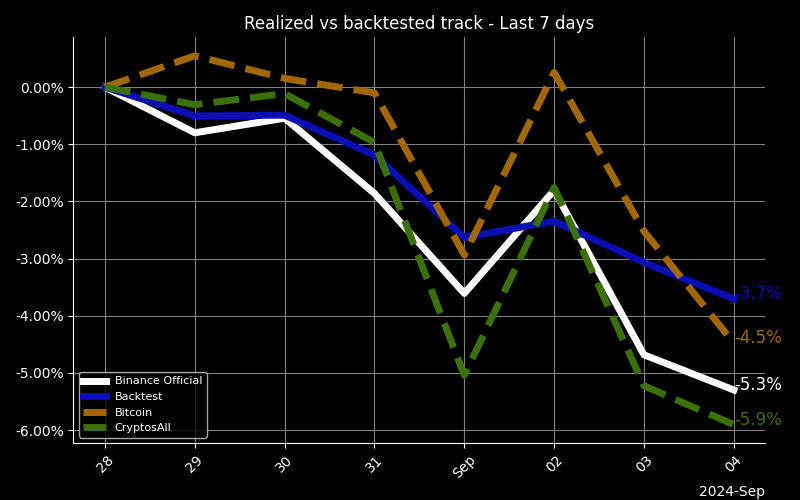 Realized vs backtested track - Last 7 days
0.00%
-1.00%
-2.00%
-3.00%
-4.00%
-5.00%
-6.00%
-3.7%
-4.5%
-5.3%
-5.9%
Binance Official
Backtest
Bitcoin
CryptosAll
28
29
30
31
Sep
02
03
04
2024-Sep